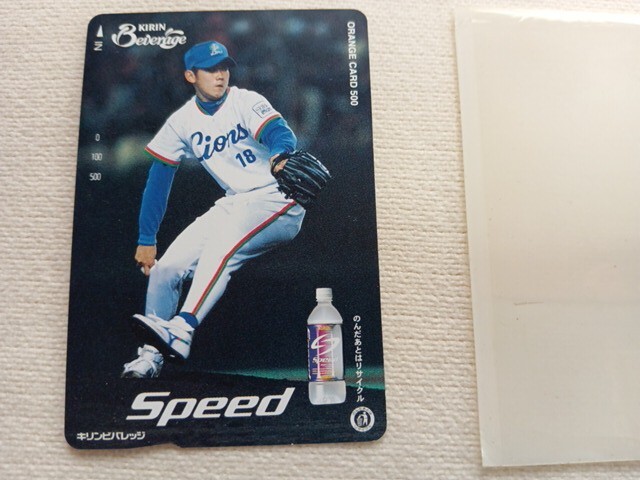 KIRIN
Beverage
IN
ORANGE CARD 500
0
100
500
Lions
18
Speed
のんだあとはリサイクル
Speed
キリンビバレッジ